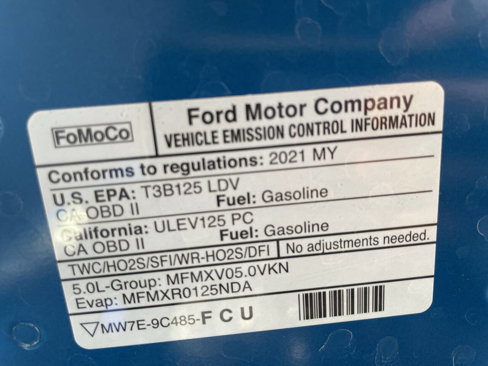 FoMoCo
Ford Motor Company
VEHICLE EMISSION CONTROL INFORMATION
Conforms to regulations: 2021 MY
U.S. EPA: T3B125 LDV
CA OBD II Fuel: Gasoline
California: ULEV125 PC
CA OBD II Fuel: Gasoline
TWC/HO2S/SFI/WR-HO2S/DFI No adjustments needed.
5.0L-Group: MFMXV05.0VKN
Evap: MFMXR0125NDA
MW7E-9C485-F C U